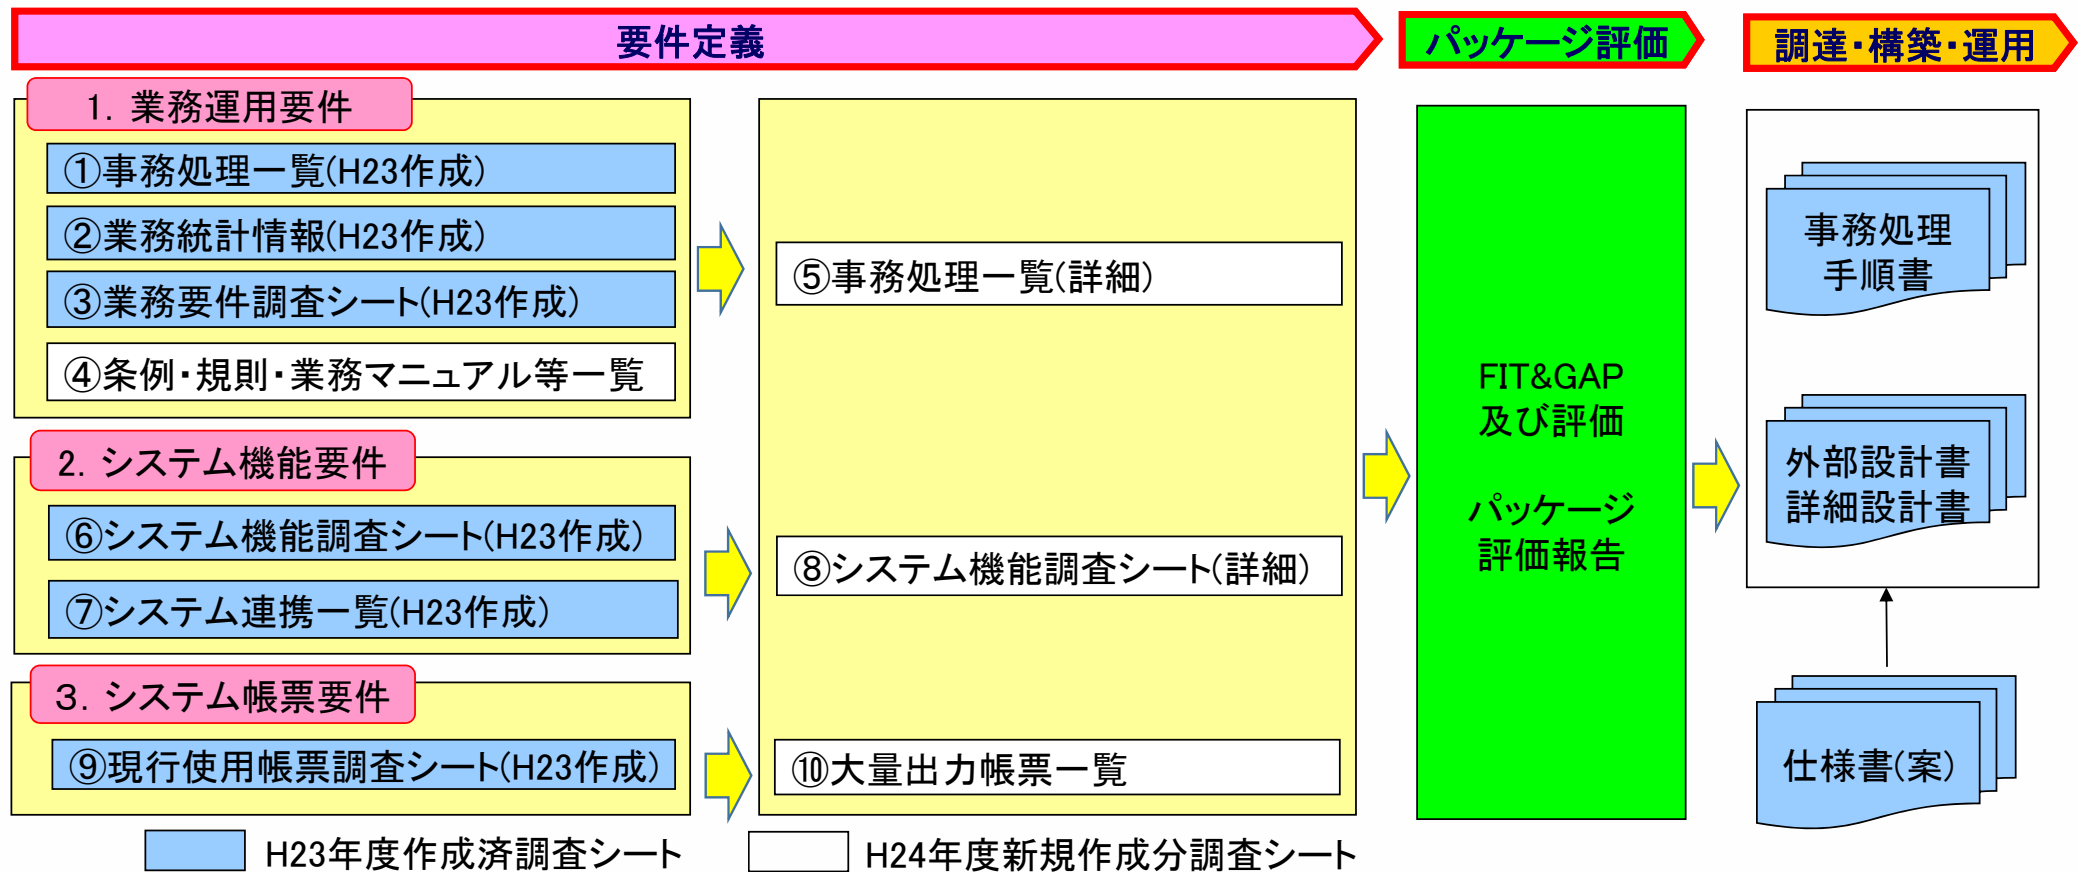 要件定義
パッケージ評価
調達・構築・運用
1. 業務運用要件
①事務処理一覧(H23作成)
②業務統計情報(H23作成)
③業務要件調査シート(H23作成)
④条例・規則・業務マニュアル等一覧
⑤事務処理一覧(詳細)
2. システム機能要件
⑥システム機能調査シート(H23作成)
⑦システム連携一覧(H23作成)
⑧システム機能調査シート(詳細)
3. システム帳票要件
⑨現行使用帳票調査シート(H23作成)
⑩大量出力帳票一覧
FIT&GAP
及び評価
パッケージ
評価報告
事務処理
手順書
外部設計書
詳細設計書
仕様書(案)
H23年度作成済調査シート
H24年度新規作成分調査シート